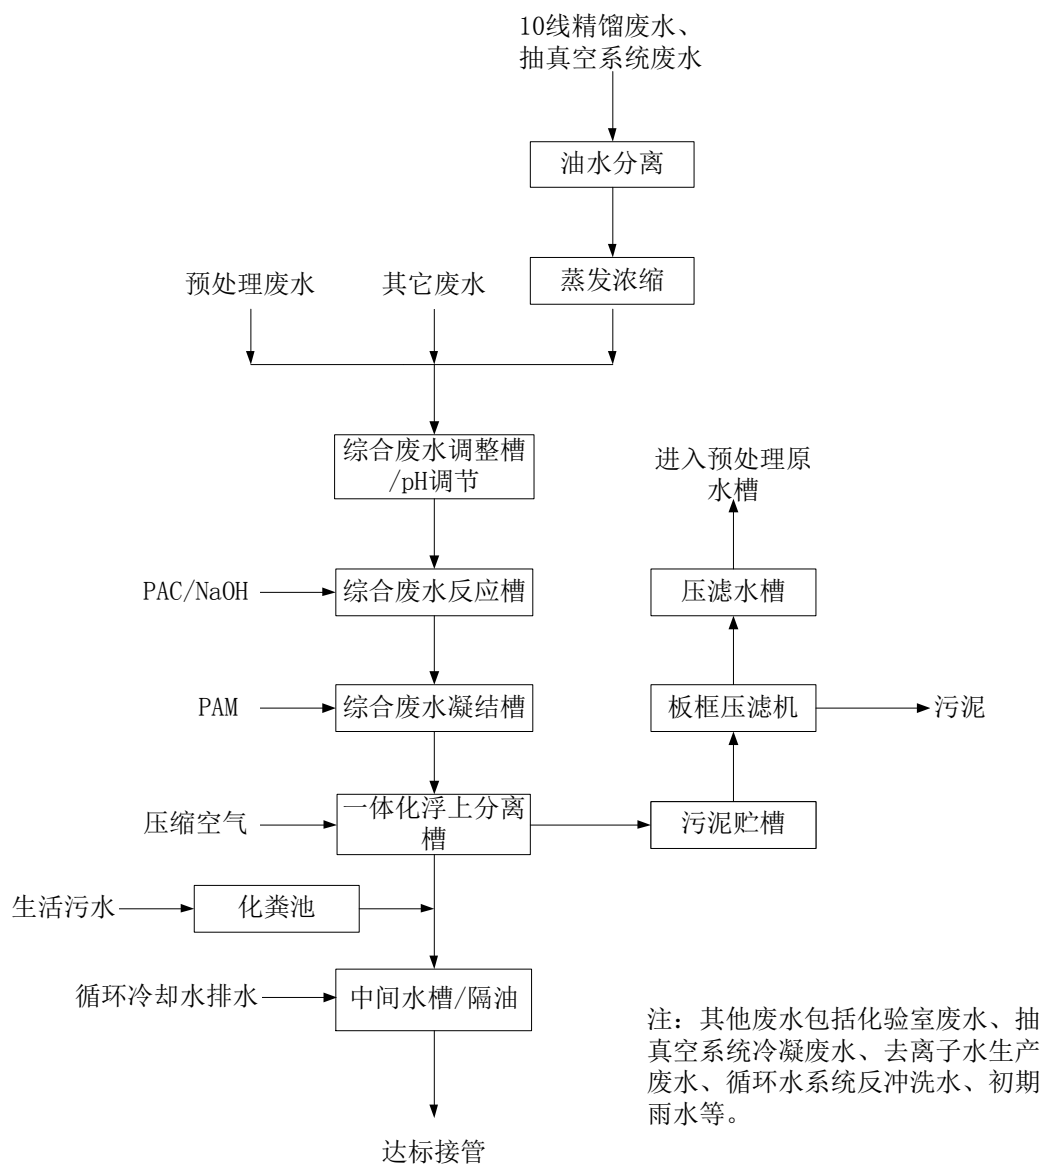 10线精馏废水、
抽真空系统废水
油水分离
蒸发浓缩
预处理废水
其它废水
综合废水调整槽
/pH调节
进入预处理原
水槽
PAC/NaOH
综合废水反应槽
压滤水槽
PAM
综合废水凝结槽
板框压滤机
污泥
压缩空气
一体化浮上分离
槽
污泥贮槽
生活污水
化粪池
循环冷却水排水
中间水槽/隔油
注：其他废水包括化验室废水、抽
真空系统冷凝废水、去离子水生产
废水、循环水系统反冲洗水、初期
雨水等。
达标接管